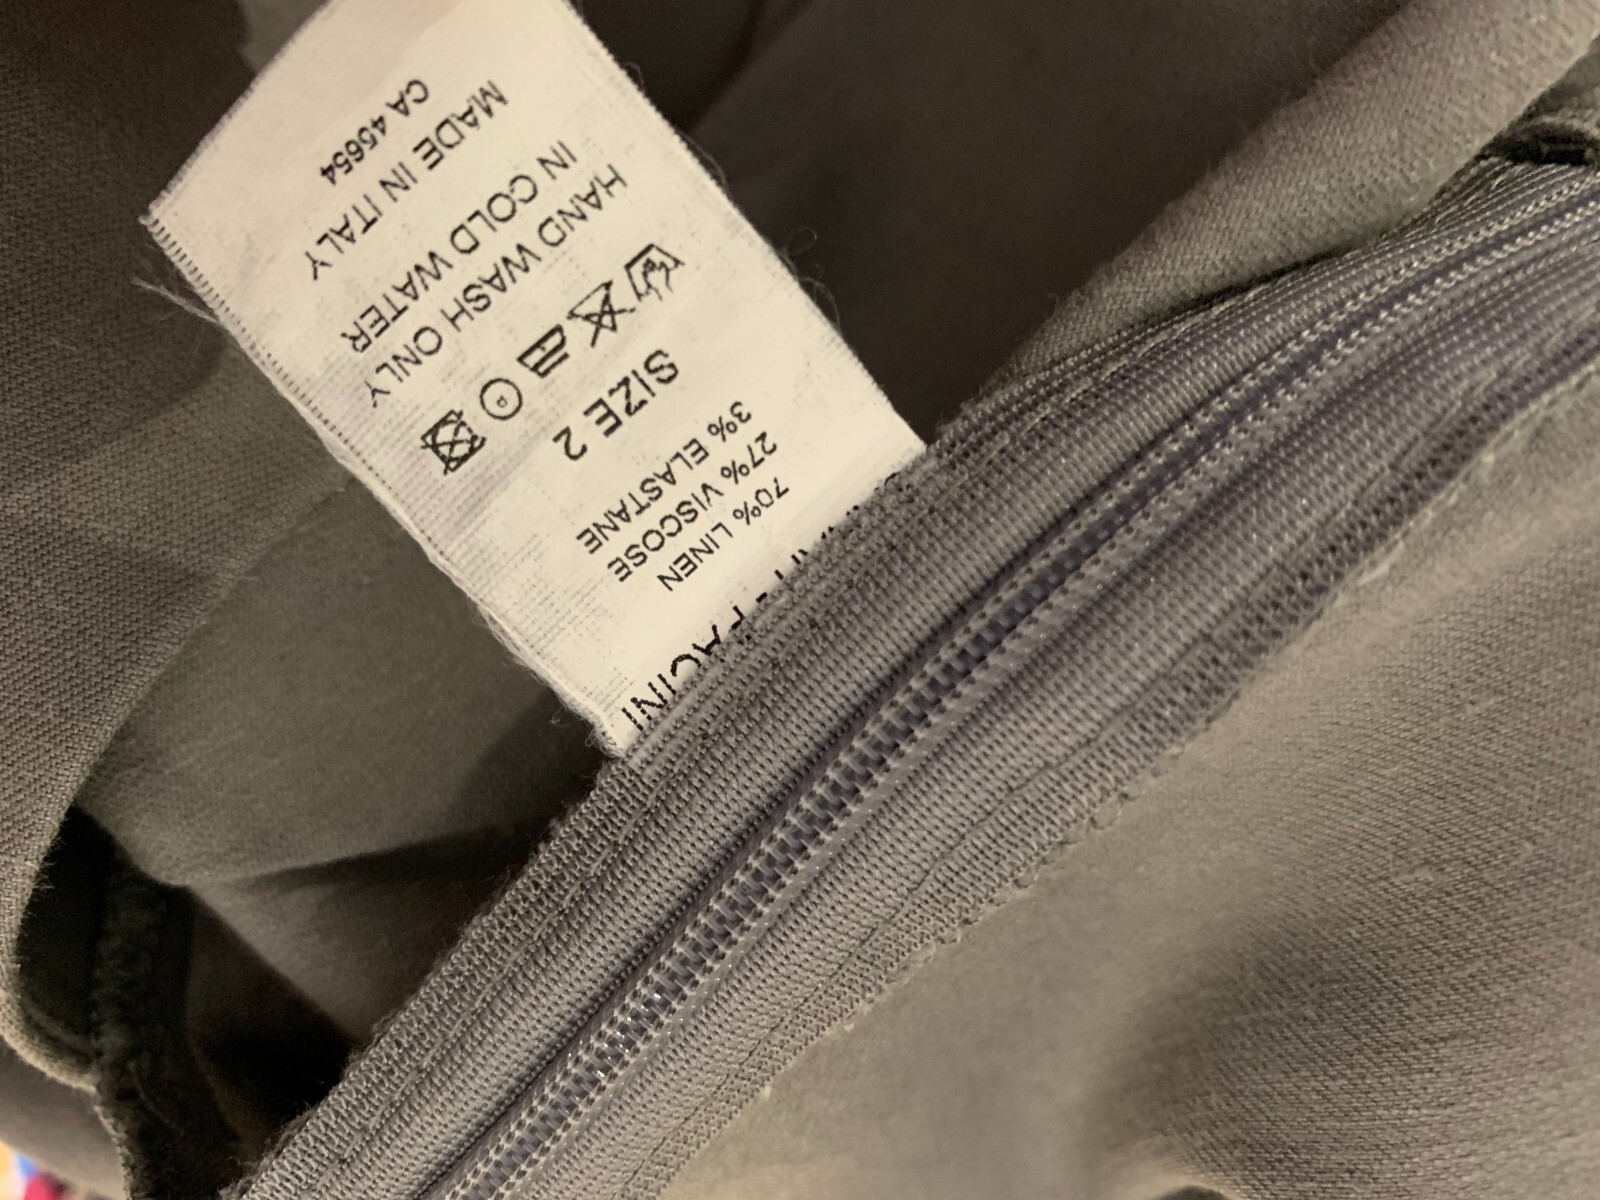 PACINI
70% LINEN
27% VISCOSE
3% ELASTANE
SIZE 2
P
HAND WASH ONLY
IN COLD WATER
MADE IN ITALY
CA 45654